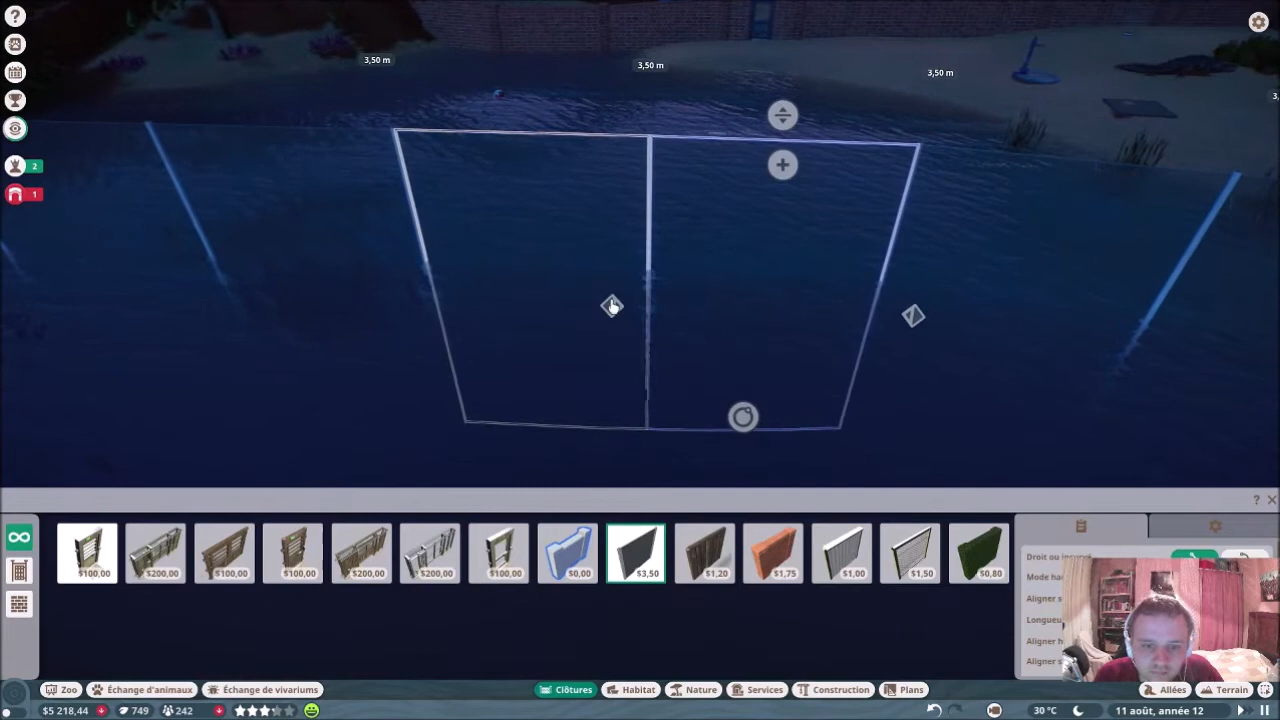 3,50 m
3,50 m
3,50 m
2
1
$100,00
$200,00
$100,00
$100,00
$200,00
$200,00
$100,00
$0,00
$3,50
$1,20
$1,75
$1,00
$1,50
$0,80
Droit ou incurvé
Mode ha
Aligner s
Longueu
Aligner h
Aligner s
Zoo
Échange d'animaux
Échange de vivariums
Clôtures
Habitat
Nature
Services
Construction
Plans
Allées
Terrain
$5 218,44
749
242
30 °C
11 août, année 12